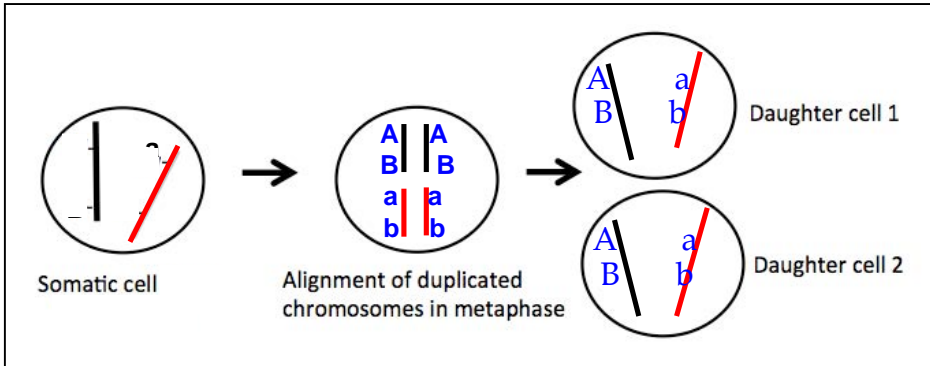 Somatic cell
A A
B B
a a
b b
Alignment of duplicated
chromosomes in metaphase
A a
B b
Daughter cell 1
A a
B b
Daughter cell 2